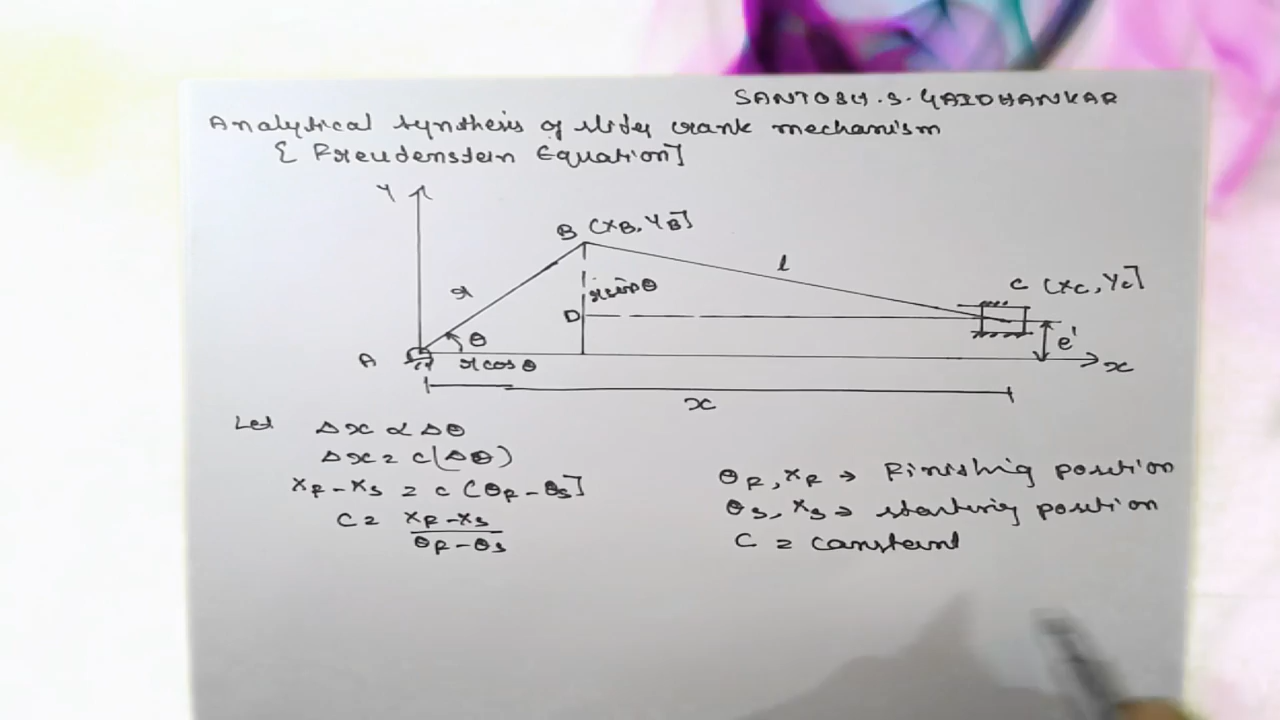 SANTOSH.S.GAIDHANKAR
Analytical synthesis of slider crank mechanism
[Freudenstein Equation]
Y
B (XB, YB]
l
r
r sinθ
C [XC, YC]
D
θ
e'
A
r cos θ
x
x
Let Δx ∝ Δθ
Δx = c(Δθ)
XF - XS = c (θF - θS]
C = XF - XS / θF - θS
θF, XF → Finishing position
θS, XS → starting position
C = constant